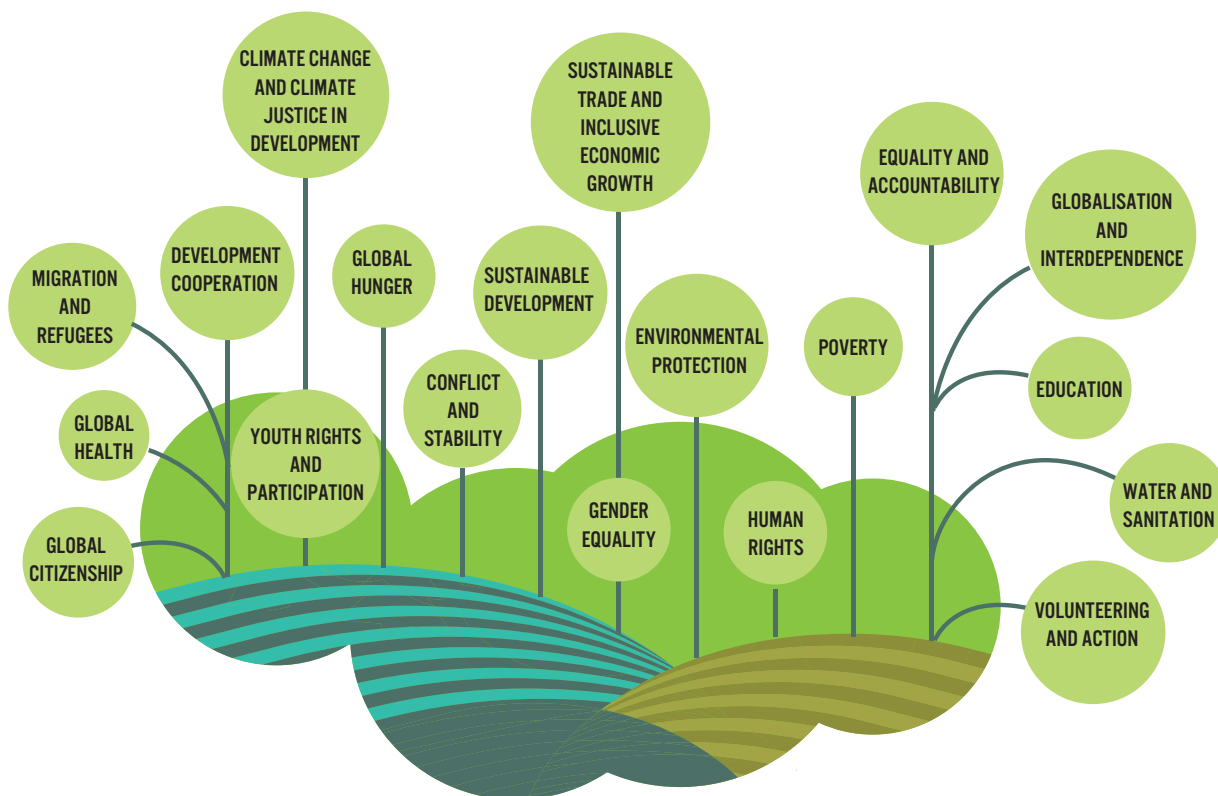 CLIMATE CHANGE
AND CLIMATE
JUSTICE IN
DEVELOPMENT
SUSTAINABLE
TRADE AND
INCLUSIVE
ECONOMIC
GROWTH
EQUALITY AND
ACCOUNTABILITY
GLOBALISATION
AND
INTERDEPENDENCE
DEVELOPMENT
COOPERATION
GLOBAL
HUNGER
SUSTAINABLE
DEVELOPMENT
MIGRATION
AND
REFUGEES
ENVIRONMENTAL
PROTECTION
POVERTY
EDUCATION
CONFLICT
AND
STABILITY
GLOBAL
HEALTH
YOUTH RIGHTS
AND
PARTICIPATION
WATER AND
SANITATION
GENDER
EQUALITY
HUMAN
RIGHTS
GLOBAL
CITIZENSHIP
VOLUNTEERING
AND ACTION